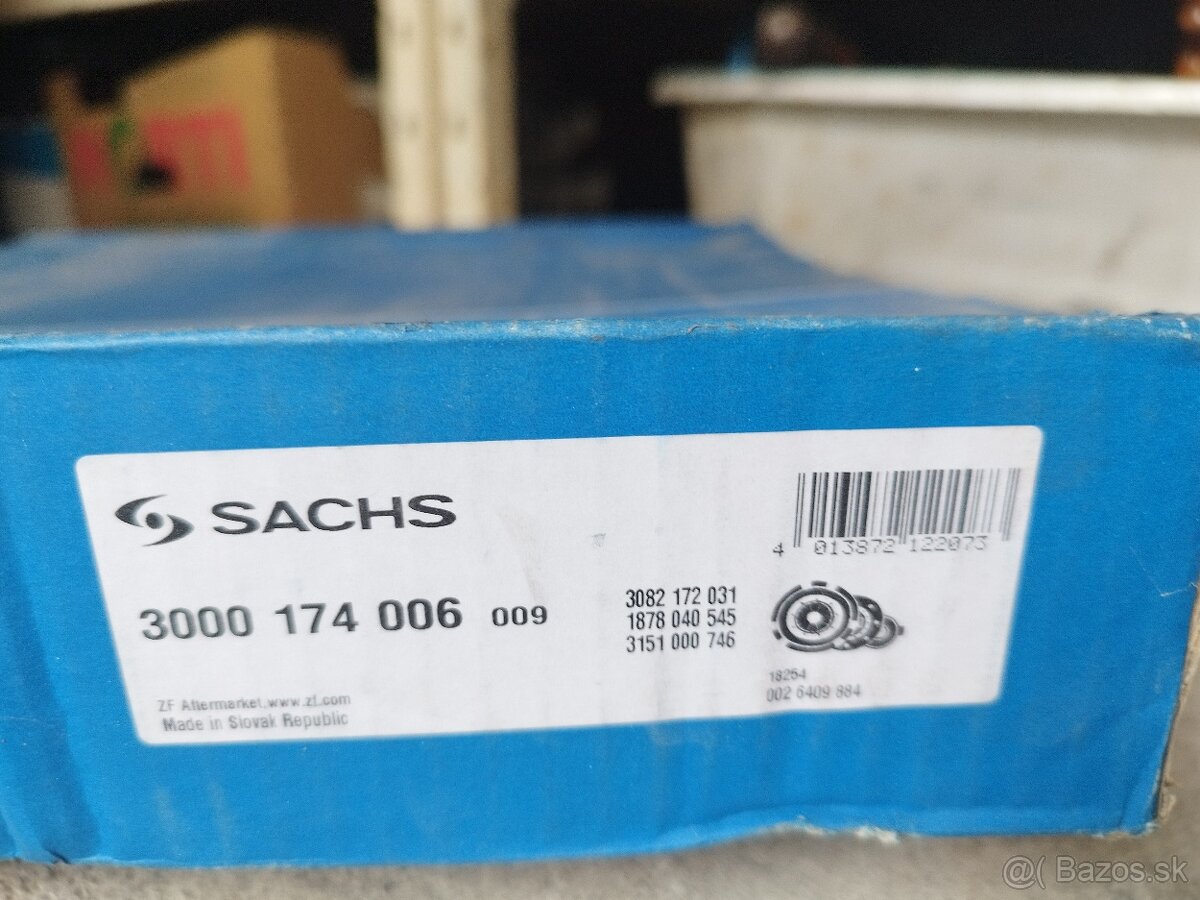 SACHS
4 013872 122073
3000 174 006 009
3082 172 031
1878 040 545
3151 000 746
18254
002 6409 884
ZF Aftermarket.www.zf.com
Made in Slovak Republic
@( Bazos.sk